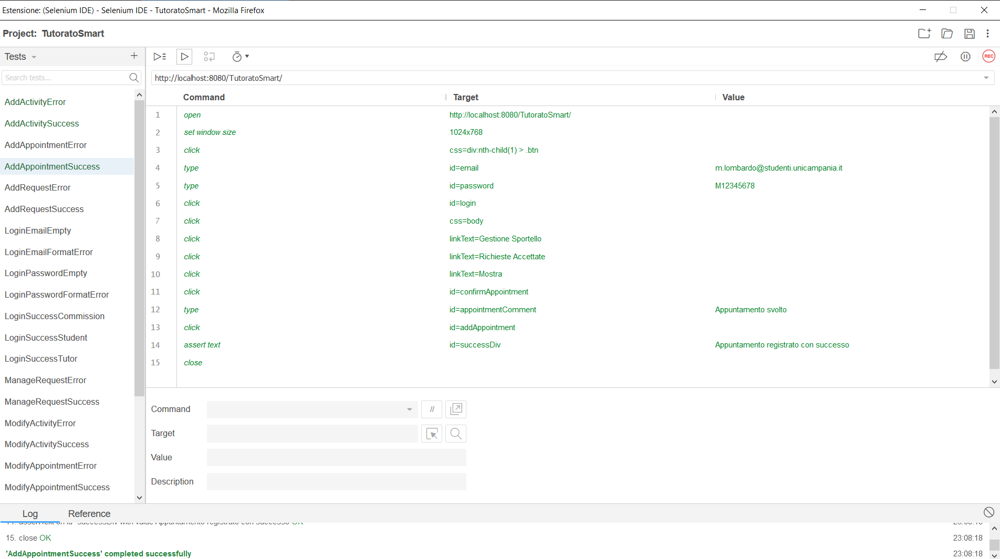 Estensione: (Selenium IDE) - Selenium IDE - TutoratoSmart - Mozilla Firefox
Project: TutoratoSmart
Tests
+
REC
Search tests...
http://localhost:8080/TutoratoSmart/
AddActivityError
AddActivitySuccess
AddAppointmentError
AddAppointmentSuccess
AddRequestError
AddRequestSuccess
LoginEmailEmpty
LoginEmailFormatError
LoginPasswordEmpty
LoginPasswordFormatError
LoginSuccessCommission
LoginSuccessStudent
LoginSuccessTutor
ManageRequestError
ManageRequestSuccess
ModifyActivityError
ModifyActivitySuccess
ModifyAppointmentError
ModifyAppointmentSuccess
Command Target Value
1 open http://localhost:8080/TutoratoSmart/
2 set window size 1024x768
3 click css=div:nth-child(1) > .btn
4 type id=email m.lombardo@studenti.unicampania.it
5 type id=password M12345678
6 click id=login
7 click css=body
8 click linkText=Gestione Sportello
9 click linkText=Richieste Accettate
10 click linkText=Mostra
11 click id=confirmAppointment
12 type id=appointmentComment Appuntamento svolto
13 click id=addAppointment
14 assert text id=successDiv Appuntamento registrato con successo
15 close
Command //
Target
Value
Description
Log Reference
15. close OK 23:08:18
'AddAppointmentSuccess' completed successfully 23:08:18